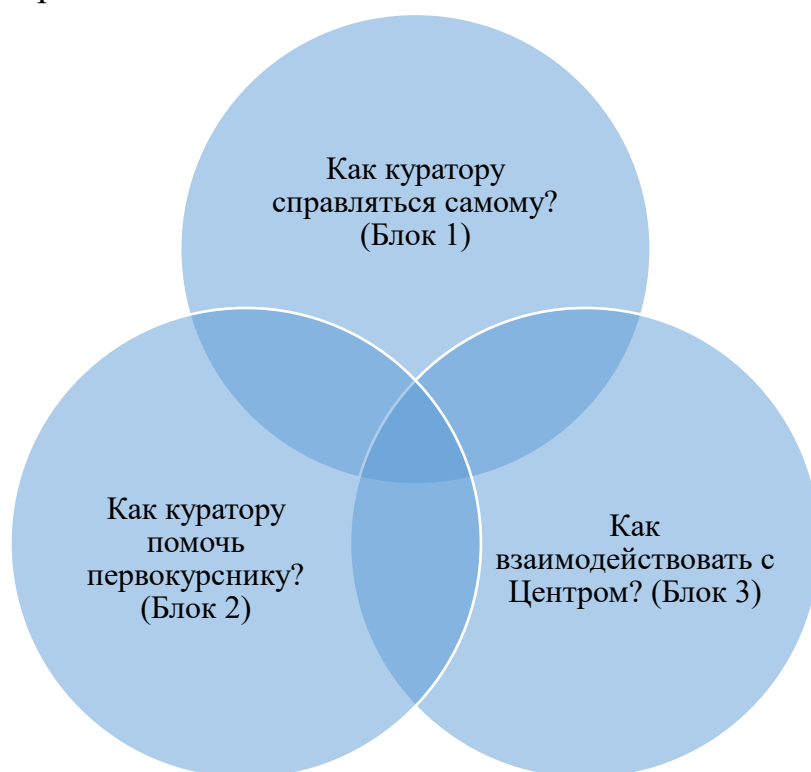 Как куратору
справляться самому?
(Блок 1)
Как куратору
помочь
первокурснику?
(Блок 2)
Как
взаимодействовать с
Центром? (Блок 3)